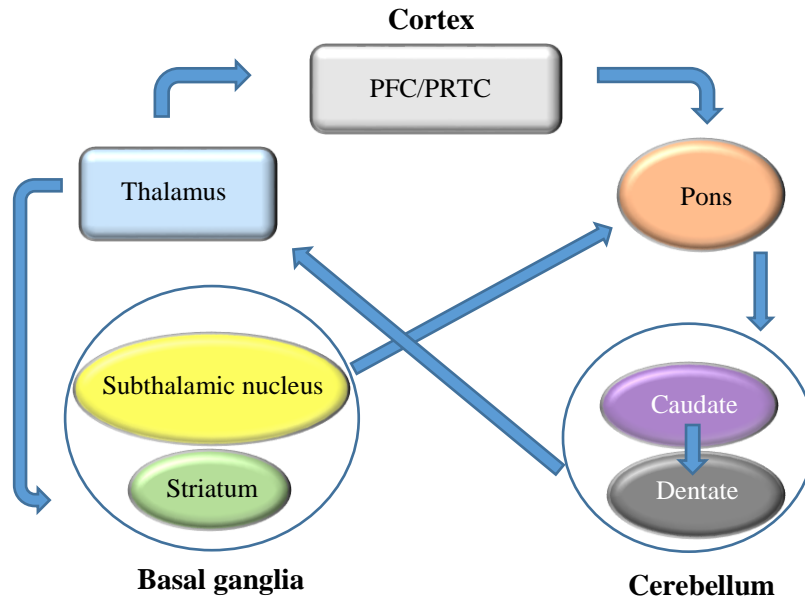 Cortex
PFC/PRTC
Thalamus
Pons
Subthalamic nucleus
Caudate
Striatum
Dentate
Basal ganglia
Cerebellum